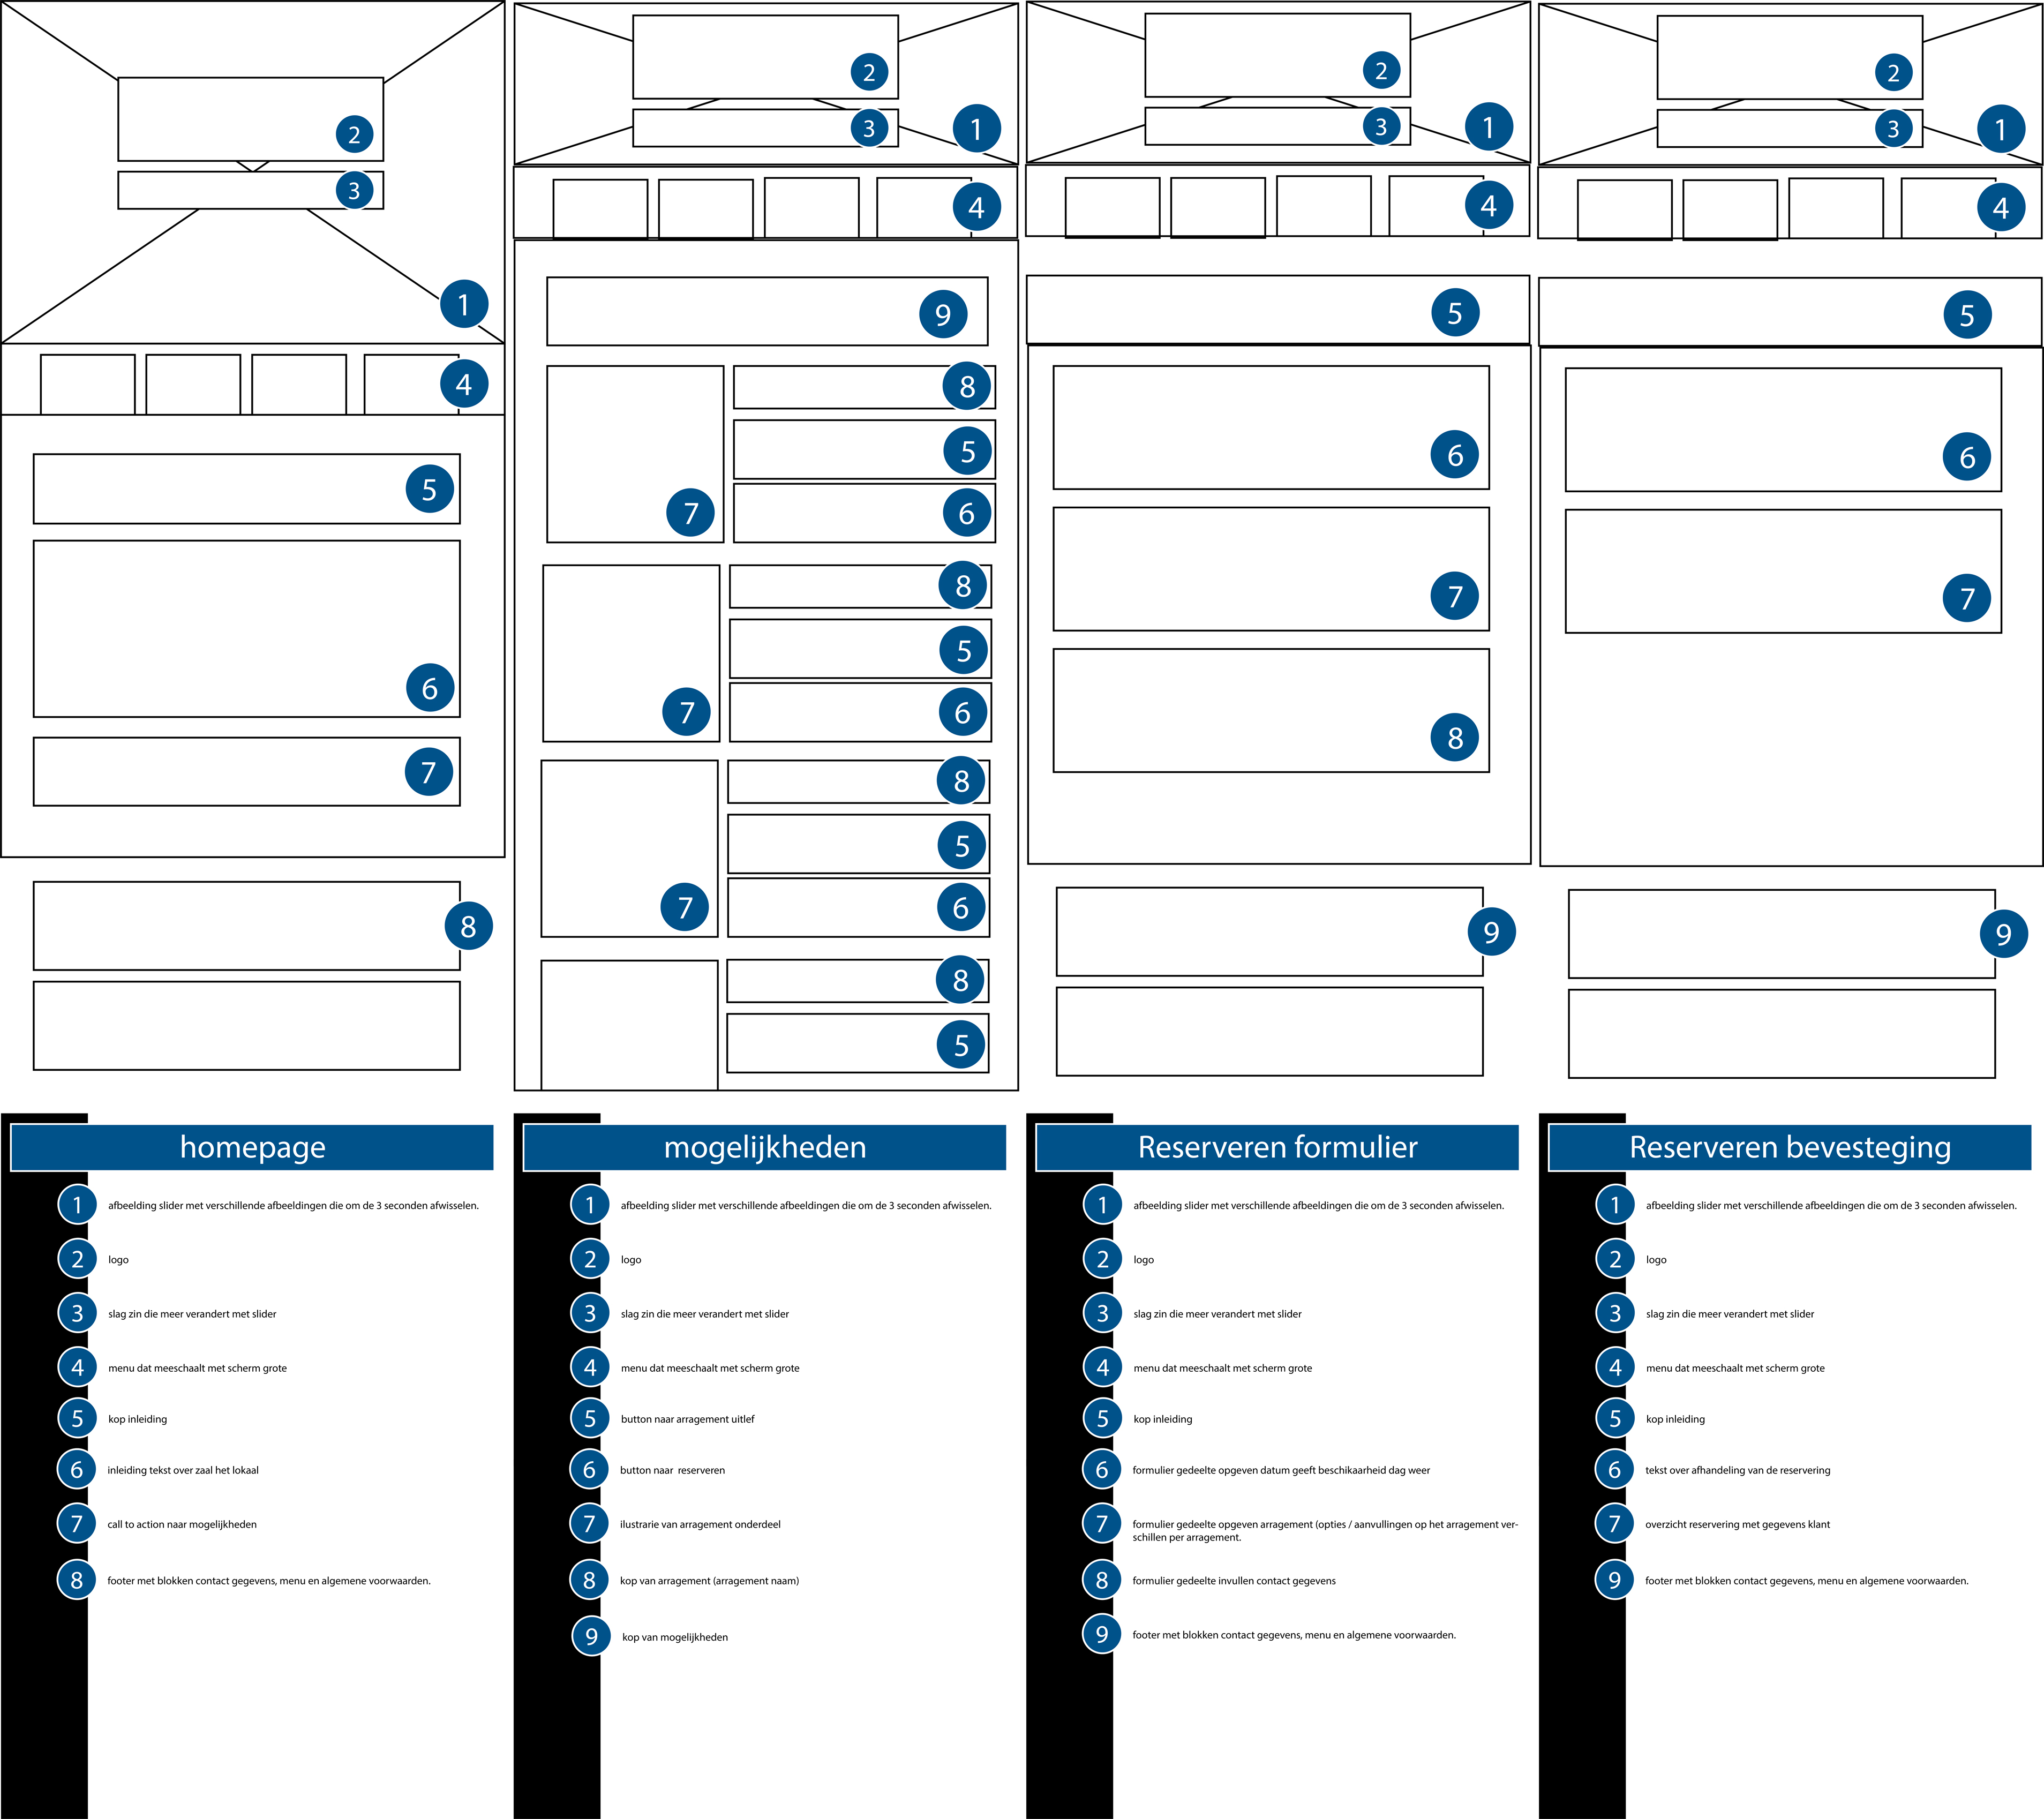 2
3
1
4
5
6
7
8
2
3
1
4
9
8
5
7
6
8
5
7
6
8
5
7
6
8
5
2
3
1
4
5
6
7
8
9
2
3
1
4
5
6
7
9
homepage
1 afbeelding slider met verschillende afbeeldingen die om de 3 seconden afwisselen.
2 logo
3 slag zin die meer verandert met slider
4 menu dat meeschaalt met scherm grote
5 kop inleiding
6 inleiding tekst over zaal het lokaal
7 call to action naar mogelijkheden
8 footer met blokken contact gegevens, menu en algemene voorwaarden.
mogelijkheden
1 afbeelding slider met verschillende afbeeldingen die om de 3 seconden afwisselen.
2 logo
3 slag zin die meer verandert met slider
4 menu dat meeschaalt met scherm grote
5 button naar arragement uitlef
6 button naar reserveren
7 ilustrarie van arragement onderdeel
8 kop van arragement (arragement naam)
9 kop van mogelijkheden
Reserveren formulier
1 afbeelding slider met verschillende afbeeldingen die om de 3 seconden afwisselen.
2 logo
3 slag zin die meer verandert met slider
4 menu dat meeschaalt met scherm grote
5 kop inleiding
6 formulier gedeelte opgeven datum geeft beschikaarheid dag weer
7 formulier gedeelte opgeven arragement (opties / aanvullingen op het arragement ver-
schillen per arragement.
8 formulier gedeelte invullen contact gegevens
9 footer met blokken contact gegevens, menu en algemene voorwaarden.
Reserveren bevesteging
1 afbeelding slider met verschillende afbeeldingen die om de 3 seconden afwisselen.
2 logo
3 slag zin die meer verandert met slider
4 menu dat meeschaalt met scherm grote
5 kop inleiding
6 tekst over afhandeling van de reservering
7 overzicht reservering met gegevens klant
9 footer met blokken contact gegevens, menu en algemene voorwaarden.